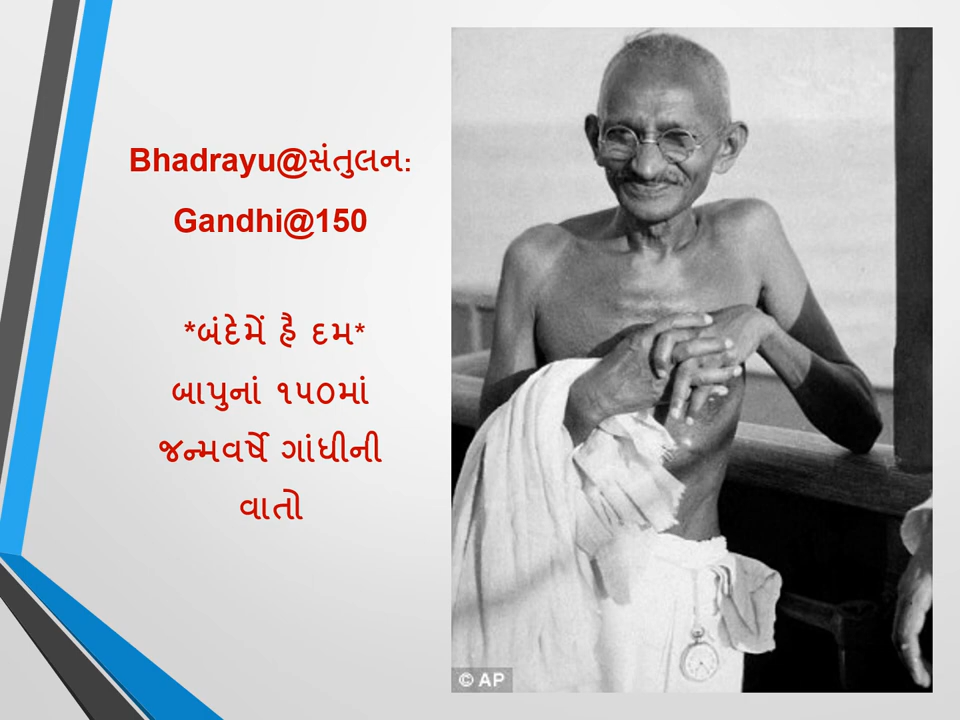 Bhadrayu@સંતુલન:
Gandhi@150
*બંદેમેં હૈ દમ*
બાપુનાં ૧૫૦માં
જન્મવર્ષે ગાંધીની
વાતો
© AP